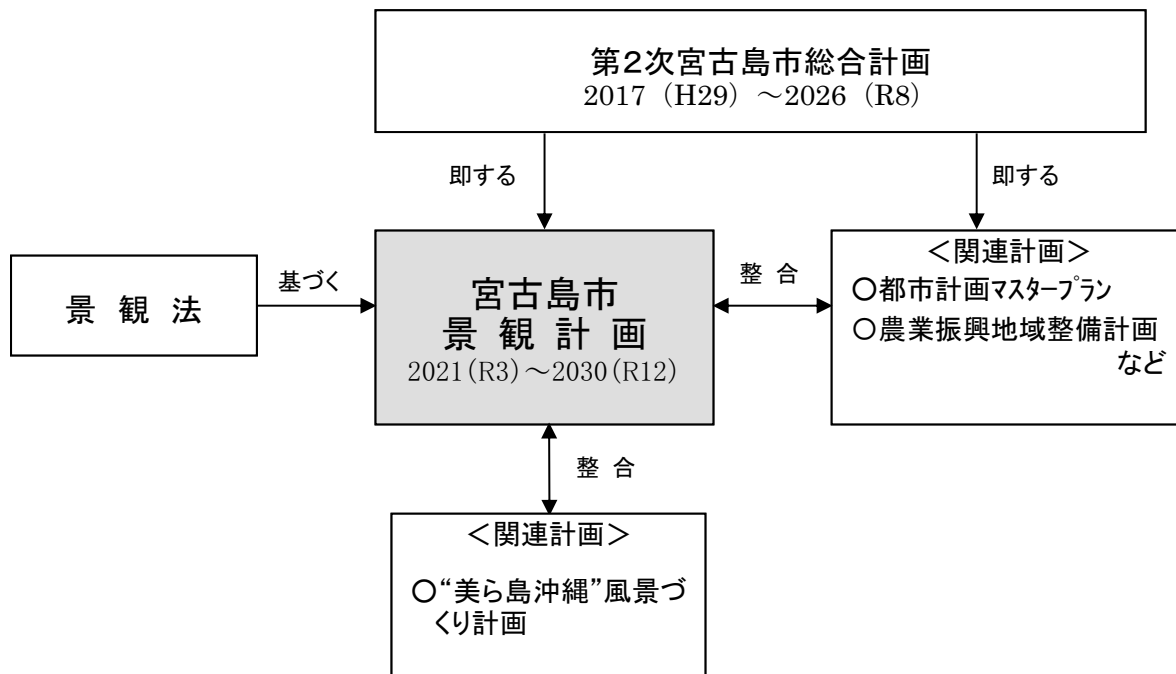 第2次宮古島市総合計画
2017（H29）～2026（R8）
即する
即する
景 観 法
基づく
宮古島市
景 観 計 画
2021(R3)～2030(R12)
整 合
＜関連計画＞
○都市計画マスタープラン
○農業振興地域整備計画
など
整 合
＜関連計画＞
○“美ら島沖縄”風景づ
くり計画